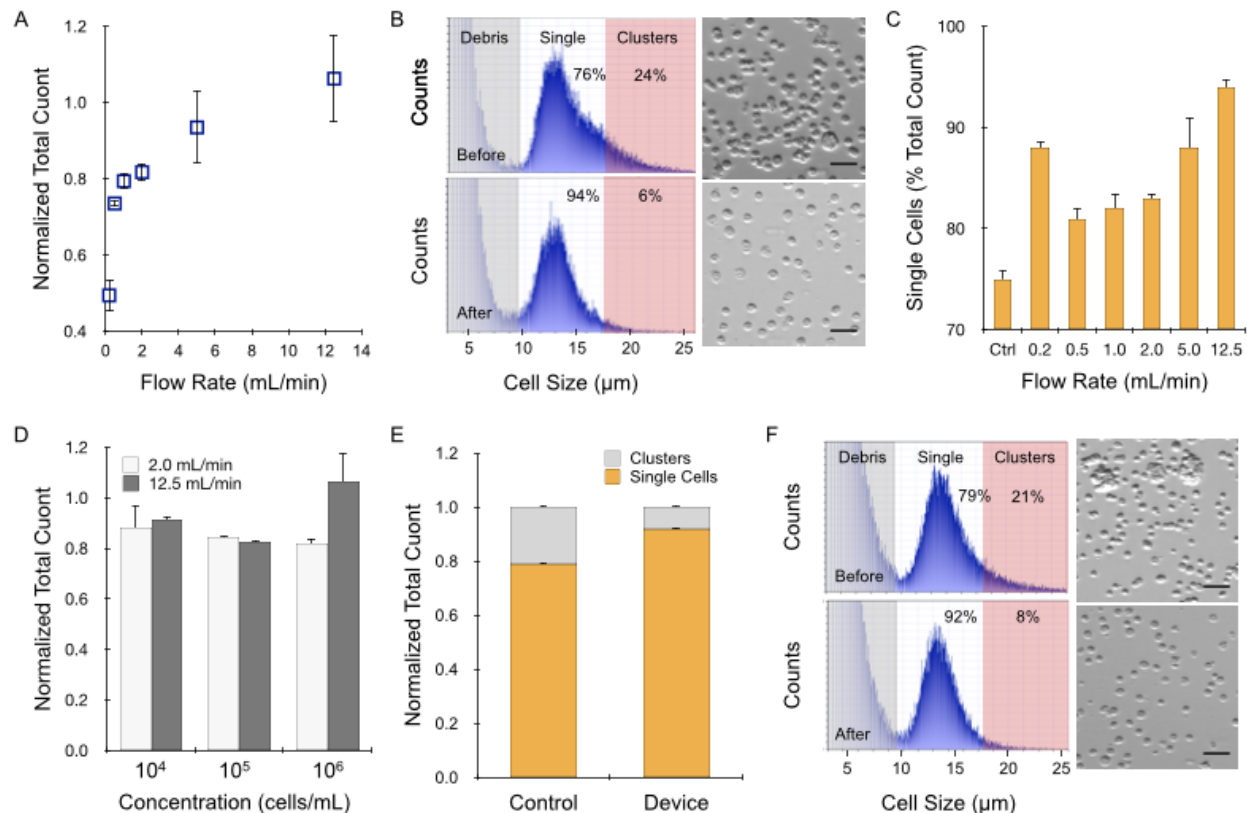 A
Normalized Total Cuont
1.2
1.0
0.8
0.6
0.4
0 2 4 6 8 10 12 14
Flow Rate (mL/min)
B
Counts
Debris Single Clusters
76% 24%
Before
Counts
94% 6%
After
5 10 15 20 25
Cell Size (µm)
C
Single Cells (% Total Count)
100
90
80
70
Ctrl 0.2 0.5 1.0 2.0 5.0 12.5
Flow Rate (mL/min)
D
Normalized Total Cuont
1.2
1.0
0.8
0.6
0.4
0.2
0.0
2.0 mL/min
12.5 mL/min
10⁴ 10⁵ 10⁶
Concentration (cells/mL)
E
Normalized Total Cuont
1.2
1.0
0.8
0.6
0.4
0.2
0.0
Clusters
Single Cells
Control Device
F
Counts
Debris Single Clusters
79% 21%
Before
Counts
92% 8%
After
5 10 15 20 25
Cell Size (µm)